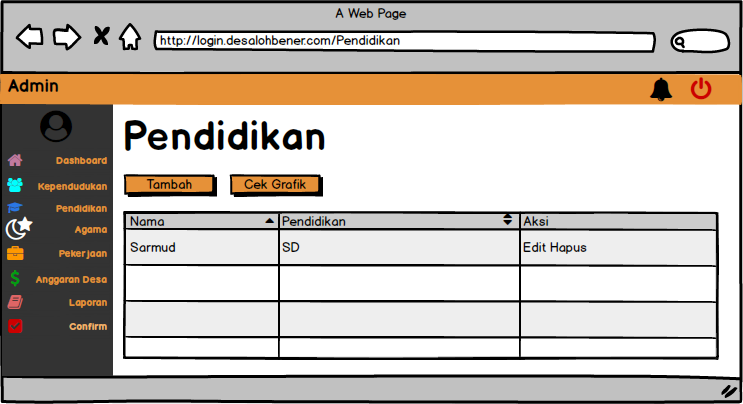 A Web Page
http://login.desalohbener.com/Pendidikan
Admin
Dashboard
Kependudukan
Pendidikan
Agama
Pekerjaan
Anggaran Desa
Laporan
Confirm
Pendidikan
Tambah Cek Grafik
Nama Pendidikan Aksi
Sarmud SD Edit Hapus